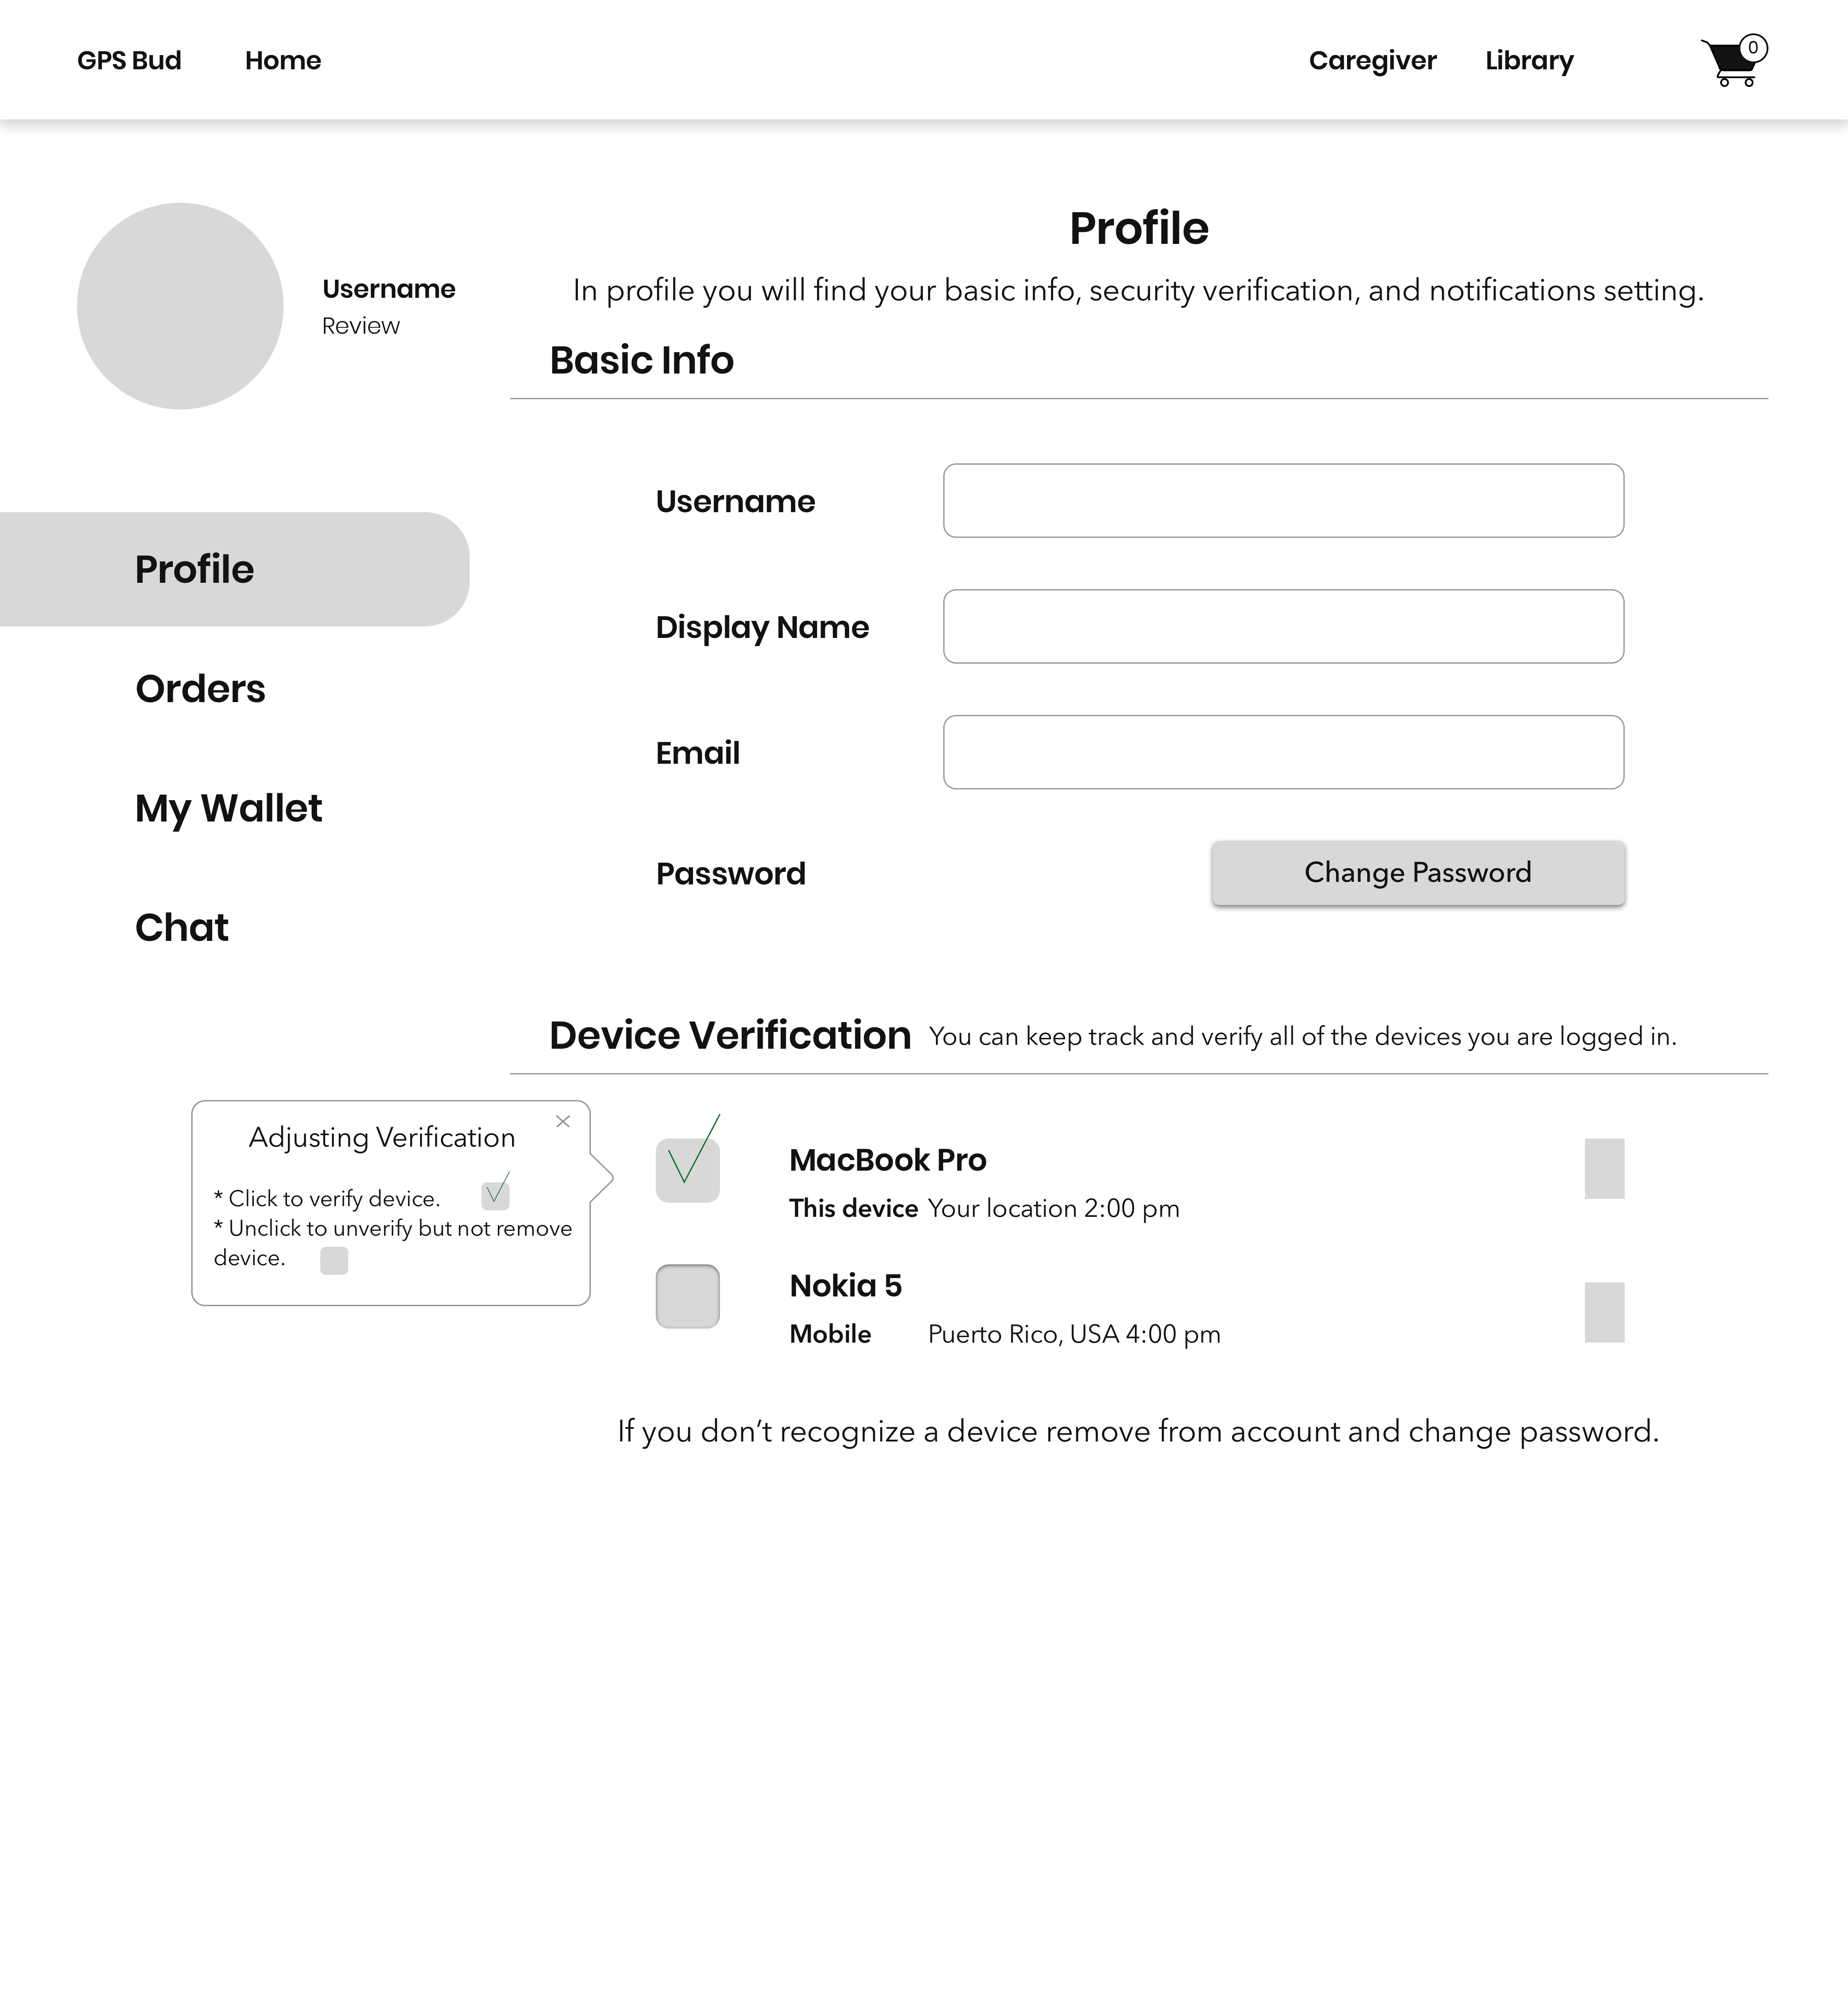 GPS Bud Home Caregiver Library 0
Profile
In profile you will find your basic info, security verification, and notifications setting.
Username
Review
Basic Info
Username
Display Name
Email
Password Change Password
Profile
Orders
My Wallet
Chat
Device Verification You can keep track and verify all of the devices you are logged in.
Adjusting Verification
* Click to verify device.
* Unclick to unverify but not remove
device.
MacBook Pro
This device Your location 2:00 pm
Nokia 5
Mobile Puerto Rico, USA 4:00 pm
If you don’t recognize a device remove from account and change password.